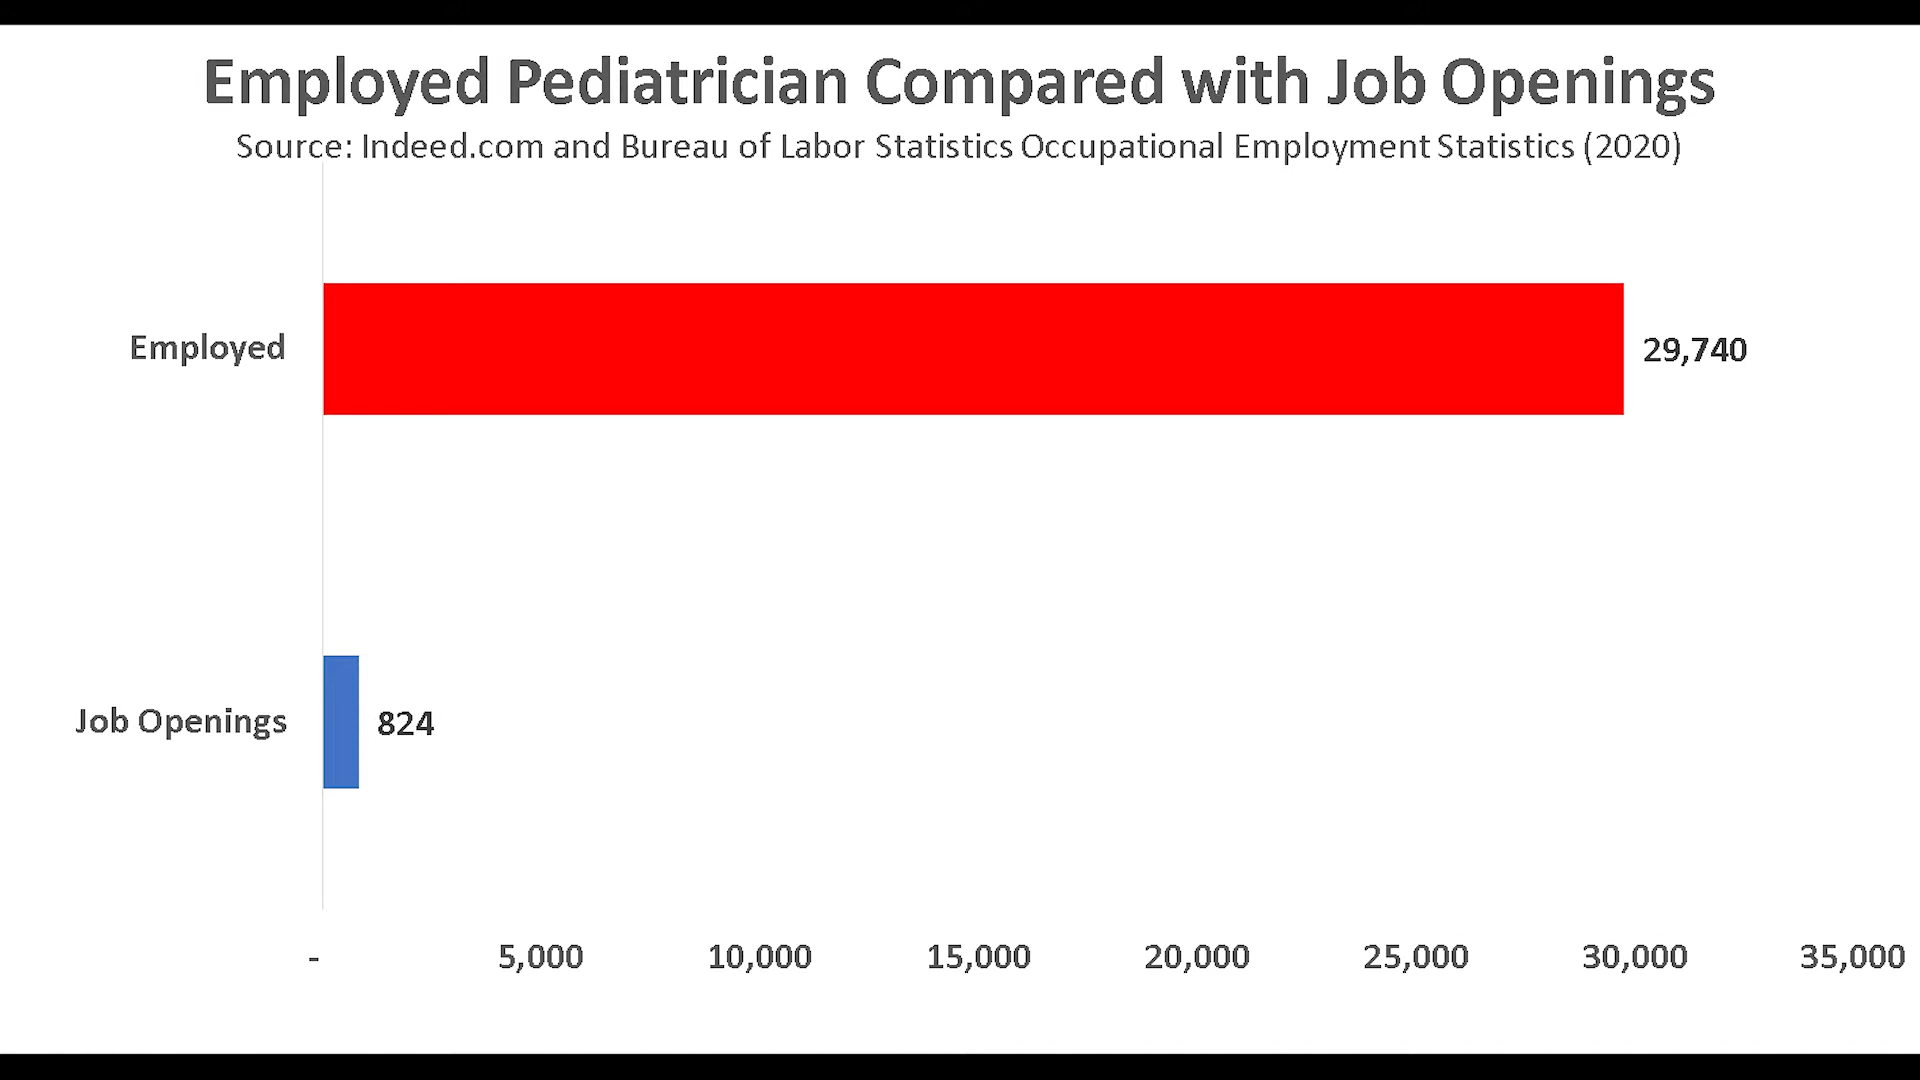 Employed Pediatrician Compared with Job Openings
Source: Indeed.com and Bureau of Labor Statistics Occupational Employment Statistics (2020)
Employed
29,740
Job Openings
824
- 5,000 10,000 15,000 20,000 25,000 30,000 35,000